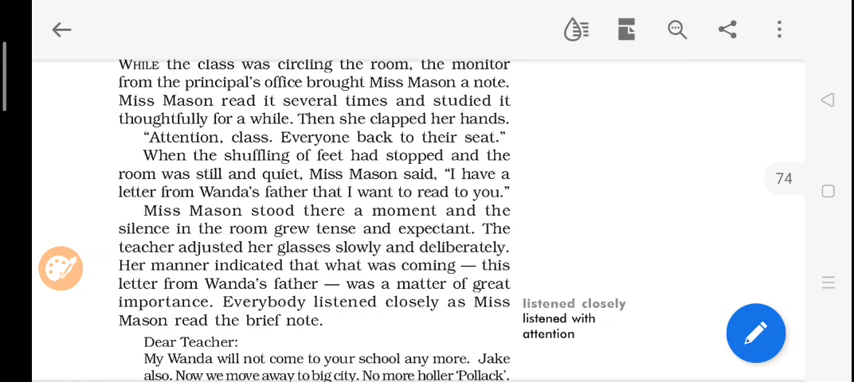 WHILE the class was circling the room, the monitor
from the principal's office brought Miss Mason a note.
Miss Mason read it several times and studied it
thoughtfully for a while. Then she clapped her hands.
“Attention, class. Everyone back to their seat.”
When the shuffling of feet had stopped and the
room was still and quiet, Miss Mason said, “I have a
letter from Wanda's father that I want to read to you.”
Miss Mason stood there a moment and the
silence in the room grew tense and expectant. The
teacher adjusted her glasses slowly and deliberately.
Her manner indicated that what was coming — this
letter from Wanda's father — was a matter of great
importance. Everybody listened closely as Miss
Mason read the brief note.
Dear Teacher:
My Wanda will not come to your school any more. Jake
also. Now we move away to big city. No more holler ‘Pollack’.
listened closely
listened with
attention
74